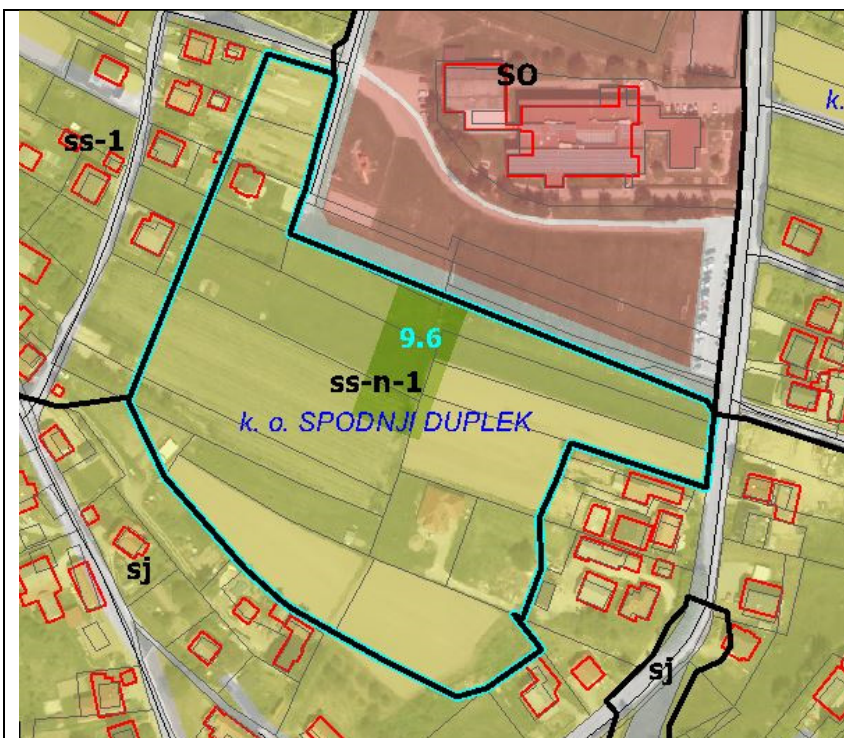 SO
k.
ss-1
9.6
ss-n-1
k. o. SPODNJI DUPLEK
sj
sj